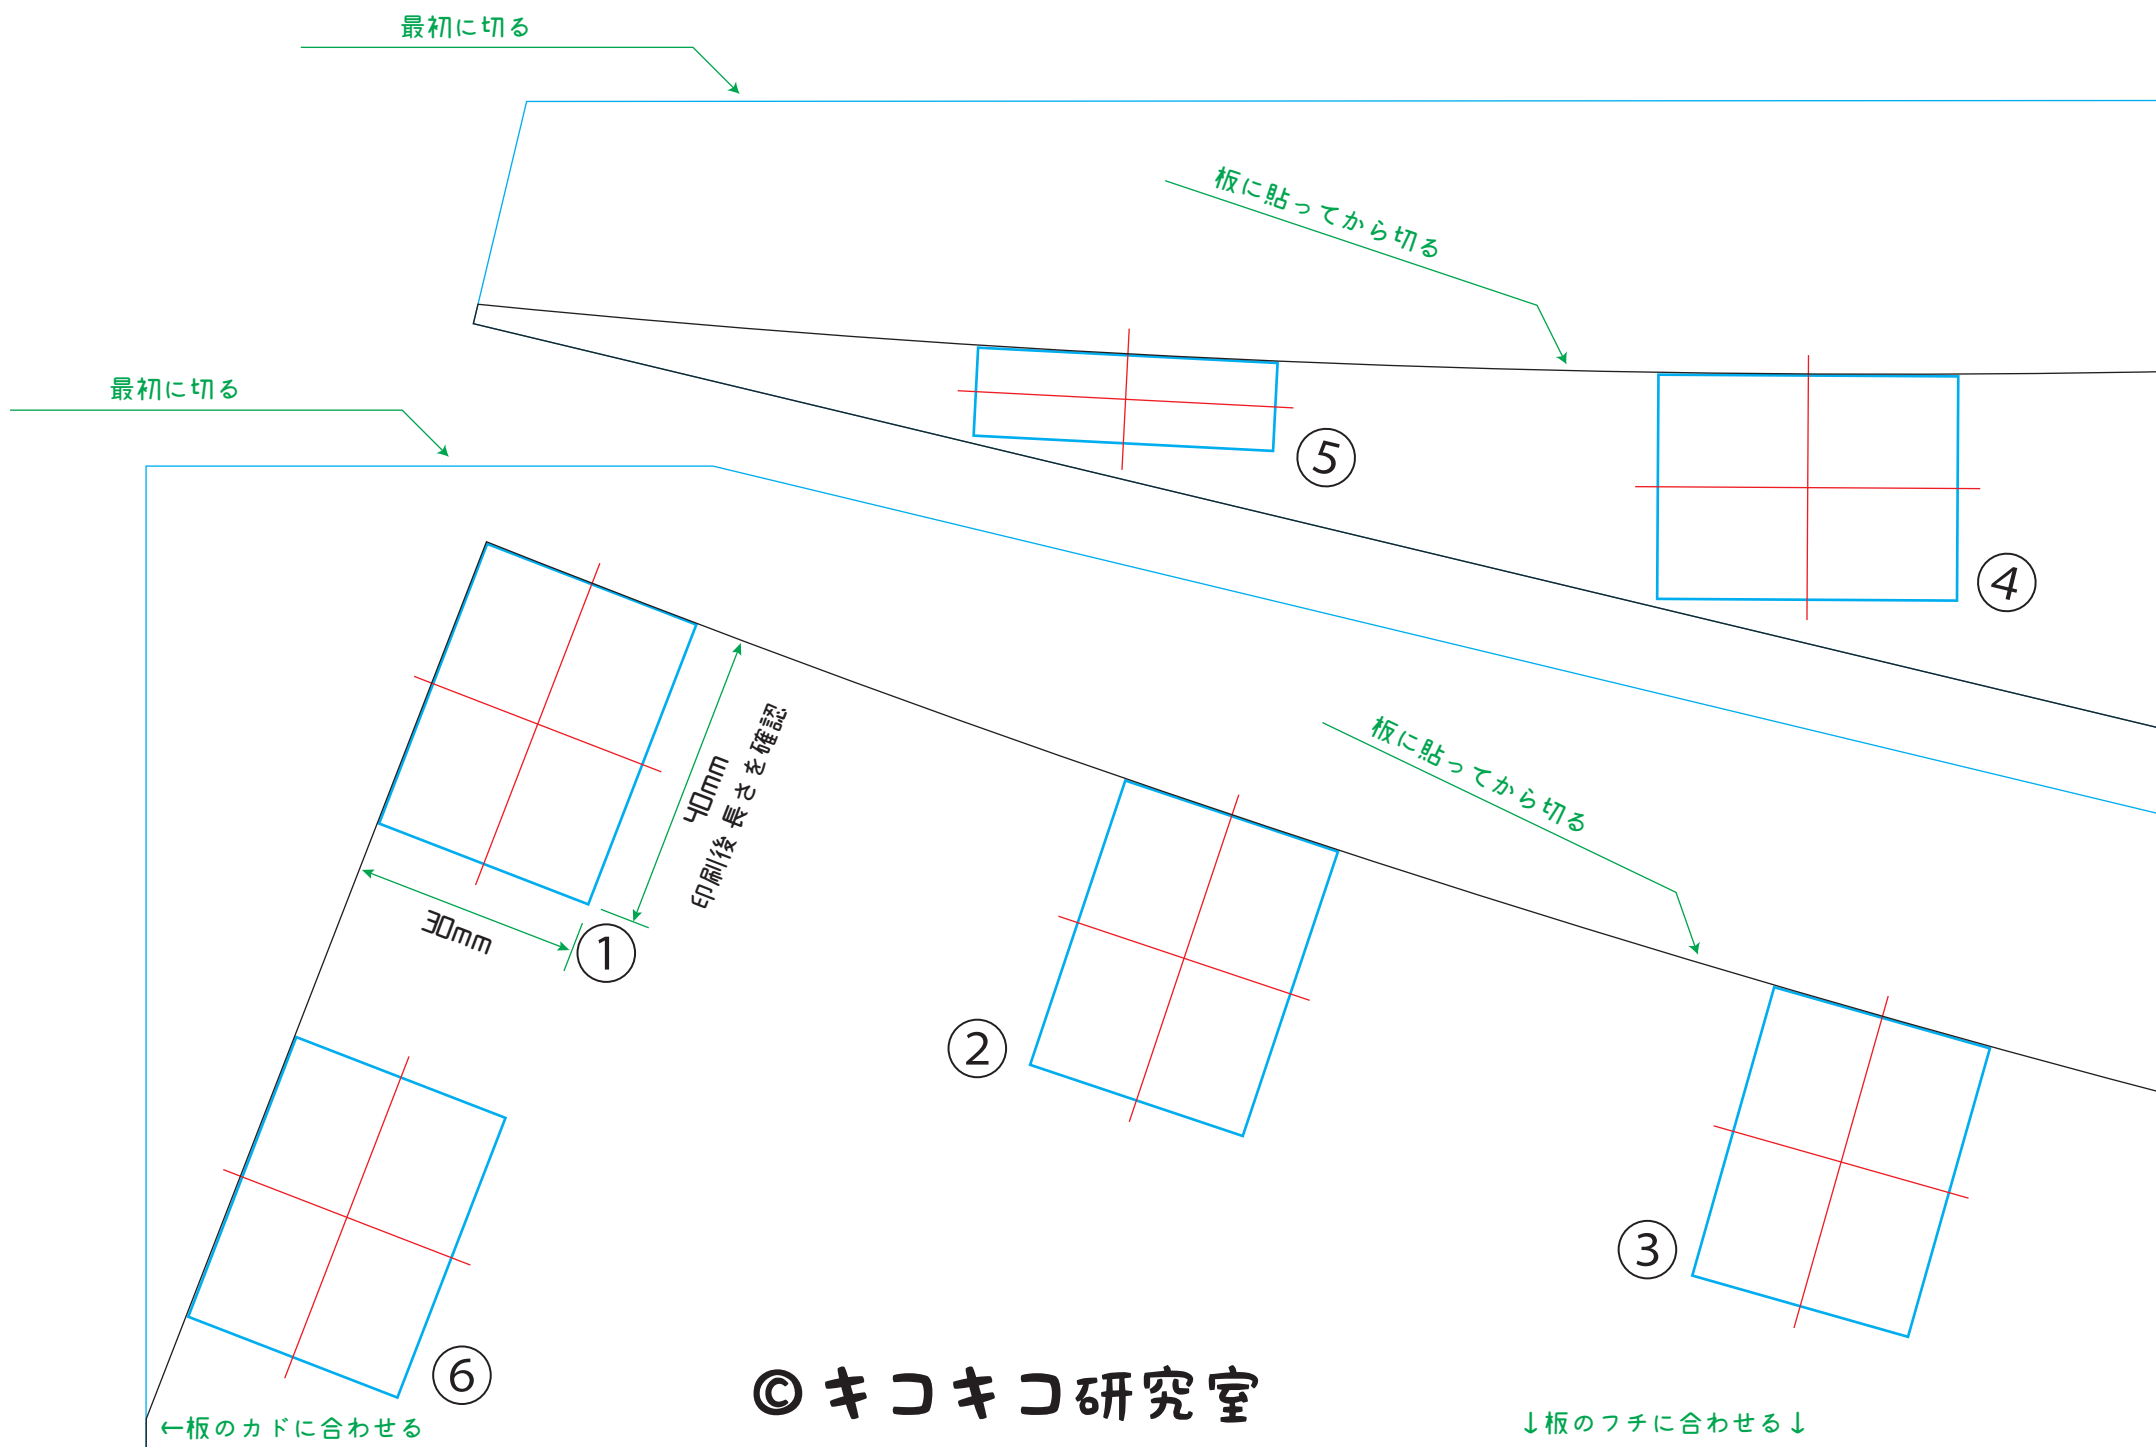 最初に切る
板に貼ってから切る
最初に切る
⑤
④
40mm
印刷後長さを確認
板に貼ってから切る
30mm
①
②
③
⑥
©キコキコ研究室
←板のカドに合わせる
↓板のフチに合わせる↓